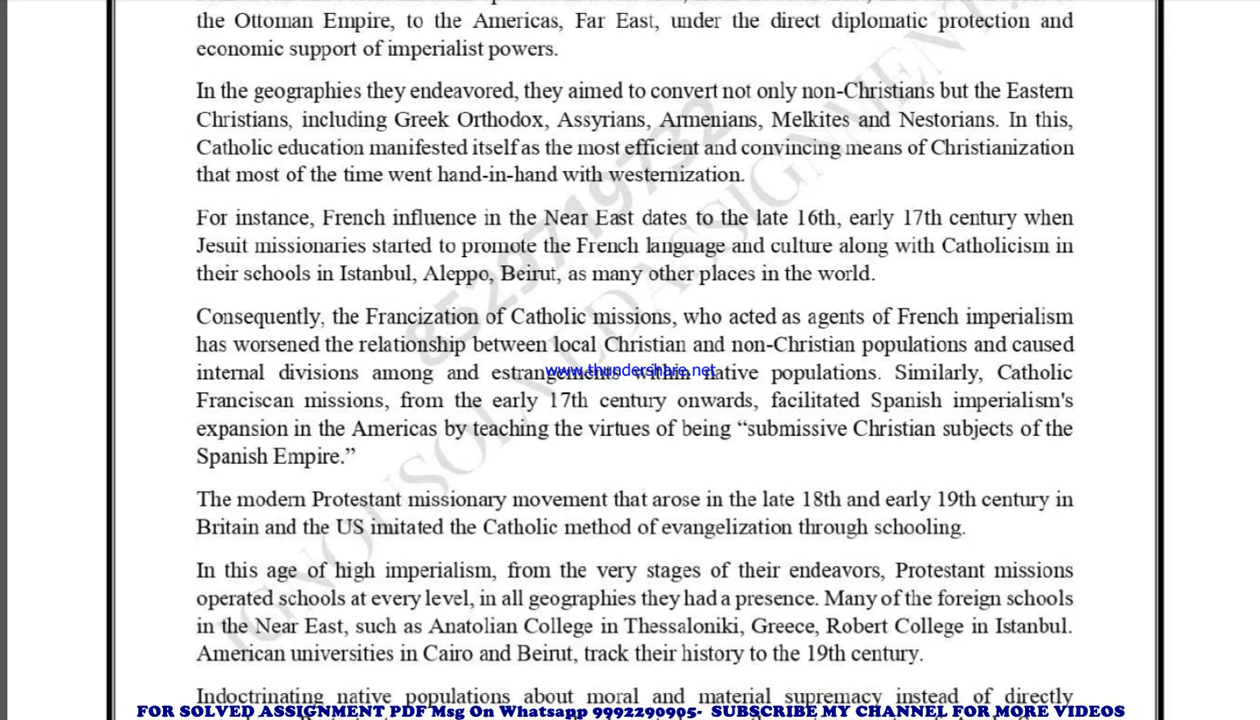 the Ottoman Empire, to the Americas, Far East, under the direct diplomatic protection and
economic support of imperialist powers.
In the geographies they endeavored, they aimed to convert not only non-Christians but the Eastern
Christians, including Greek Orthodox, Assyrians, Armenians, Melkites and Nestorians. In this,
Catholic education manifested itself as the most efficient and convincing means of Christianization
that most of the time went hand-in-hand with westernization.
For instance, French influence in the Near East dates to the late 16th, early 17th century when
Jesuit missionaries started to promote the French language and culture along with Catholicism in
their schools in Istanbul, Aleppo, Beirut, as many other places in the world.
Consequently, the Francization of Catholic missions, who acted as agents of French imperialism
has worsened the relationship between local Christian and non-Christian populations and caused
internal divisions among and estrangements within native populations. Similarly, Catholic
www.thundershare.net
Franciscan missions, from the early 17th century onwards, facilitated Spanish imperialism's
expansion in the Americas by teaching the virtues of being “submissive Christian subjects of the
Spanish Empire.”
The modern Protestant missionary movement that arose in the late 18th and early 19th century in
Britain and the US imitated the Catholic method of evangelization through schooling.
In this age of high imperialism, from the very stages of their endeavors, Protestant missions
operated schools at every level, in all geographies they had a presence. Many of the foreign schools
in the Near East, such as Anatolian College in Thessaloniki, Greece, Robert College in Istanbul.
American universities in Cairo and Beirut, track their history to the 19th century.
Indoctrinating native populations about moral and material supremacy instead of directly
8529719732
IGNOUSOLVEDASSIGNMENT
FOR SOLVED ASSIGNMENT PDF Msg On Whatsapp 9992290905- SUBSCRIBE MY CHANNEL FOR MORE VIDEOS